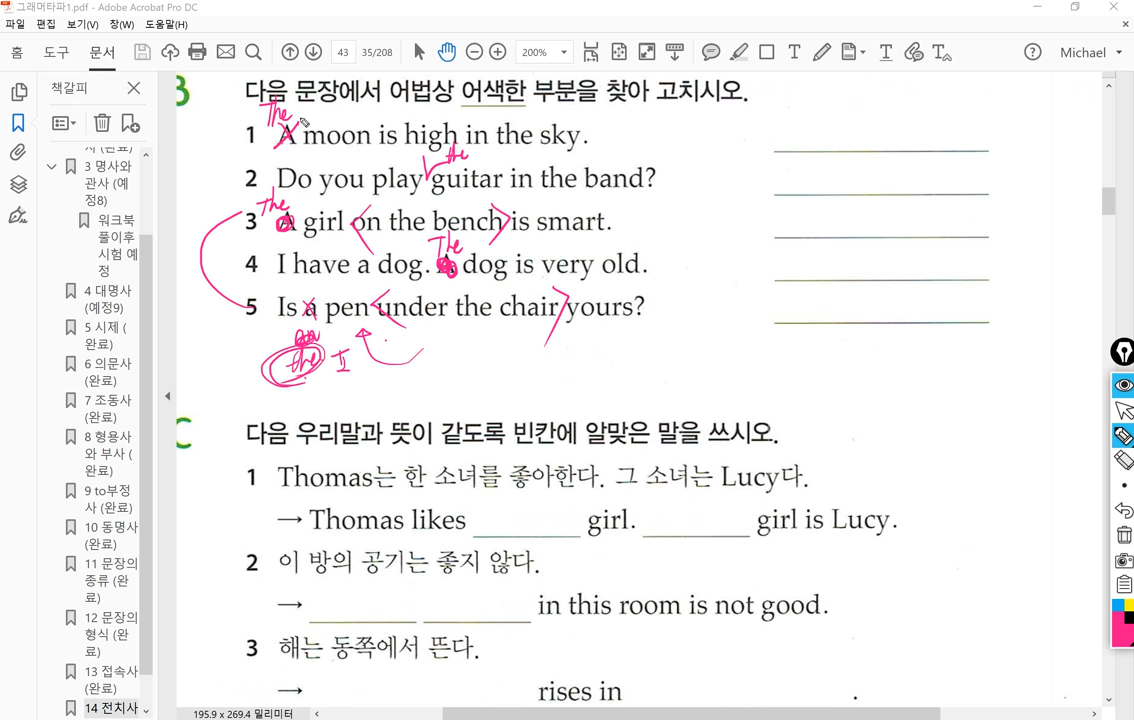 그래머타파1.pdf - Adobe Acrobat Pro DC
파일 편집 보기(V) 창(W) 도움말(H)
홈 도구 문서 43 35/208 200% Michael
책갈피
3 명사와
관사 (예
정8)
워크북
풀이후
시험 예
정
4 대명사
(예정9)
5 시제 (
완료)
6 의문사
(완료)
7 조동사
(완료)
8 형용사
와 부사 (
완료)
9 to부정
사 (완료)
10 동명사
(완료)
11 문장의
종류 (완
료)
12 문장의
형식 (완
료)
13 접속사
(완료)
14 전치사
B 다음 문장에서 어법상 어색한 부분을 찾아 고치시오.
The
1 A moon is high in the sky.
the
2 Do you play guitar in the band?
The
3 A girl on the bench is smart.
The
4 I have a dog. A dog is very old.
5 Is a pen under the chair yours?
the
C 다음 우리말과 뜻이 같도록 빈칸에 알맞은 말을 쓰시오.
1 Thomas는 한 소녀를 좋아한다. 그 소녀는 Lucy다.
→ Thomas likes ________ girl. ________ girl is Lucy.
2 이 방의 공기는 좋지 않다.
→ ________ ________ in this room is not good.
3 해는 동쪽에서 뜬다.
→ rises in .
195.9 x 269.4 밀리미터